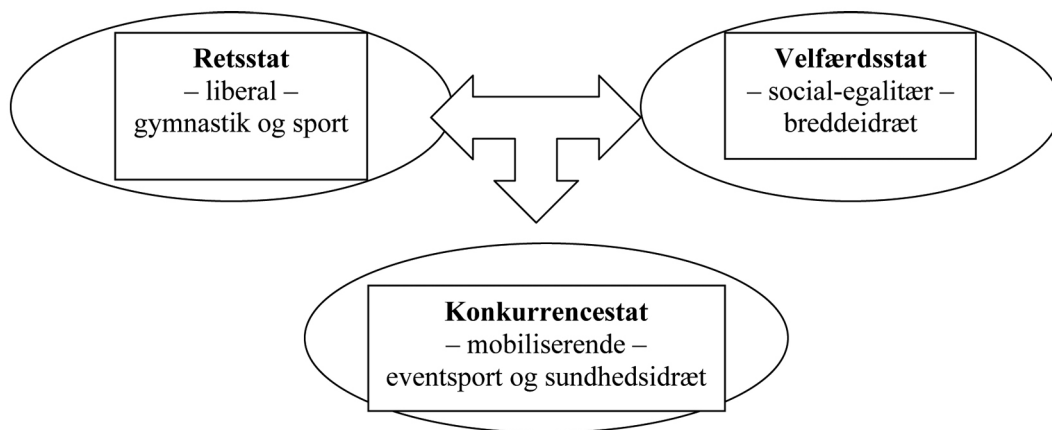 Retsstat
– liberal –
gymnastik og sport
Velfærdsstat
– social-egalitær –
breddeidræt
Konkurrencestat
– mobiliserende –
eventsport og sundhedsidræt